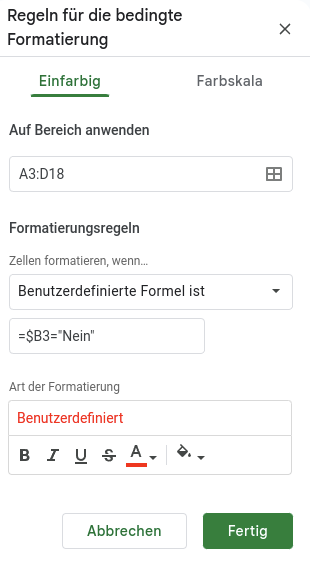 Regeln für die bedingte
Formatierung
Einfarbig
Farbskala
Auf Bereich anwenden
A3:D18
Formatierungsregeln
Zellen formatieren, wenn…
Benutzerdefinierte Formel ist
=$B3="Nein"
Art der Formatierung
Benutzerdefiniert
B I U S A
Abbrechen
Fertig